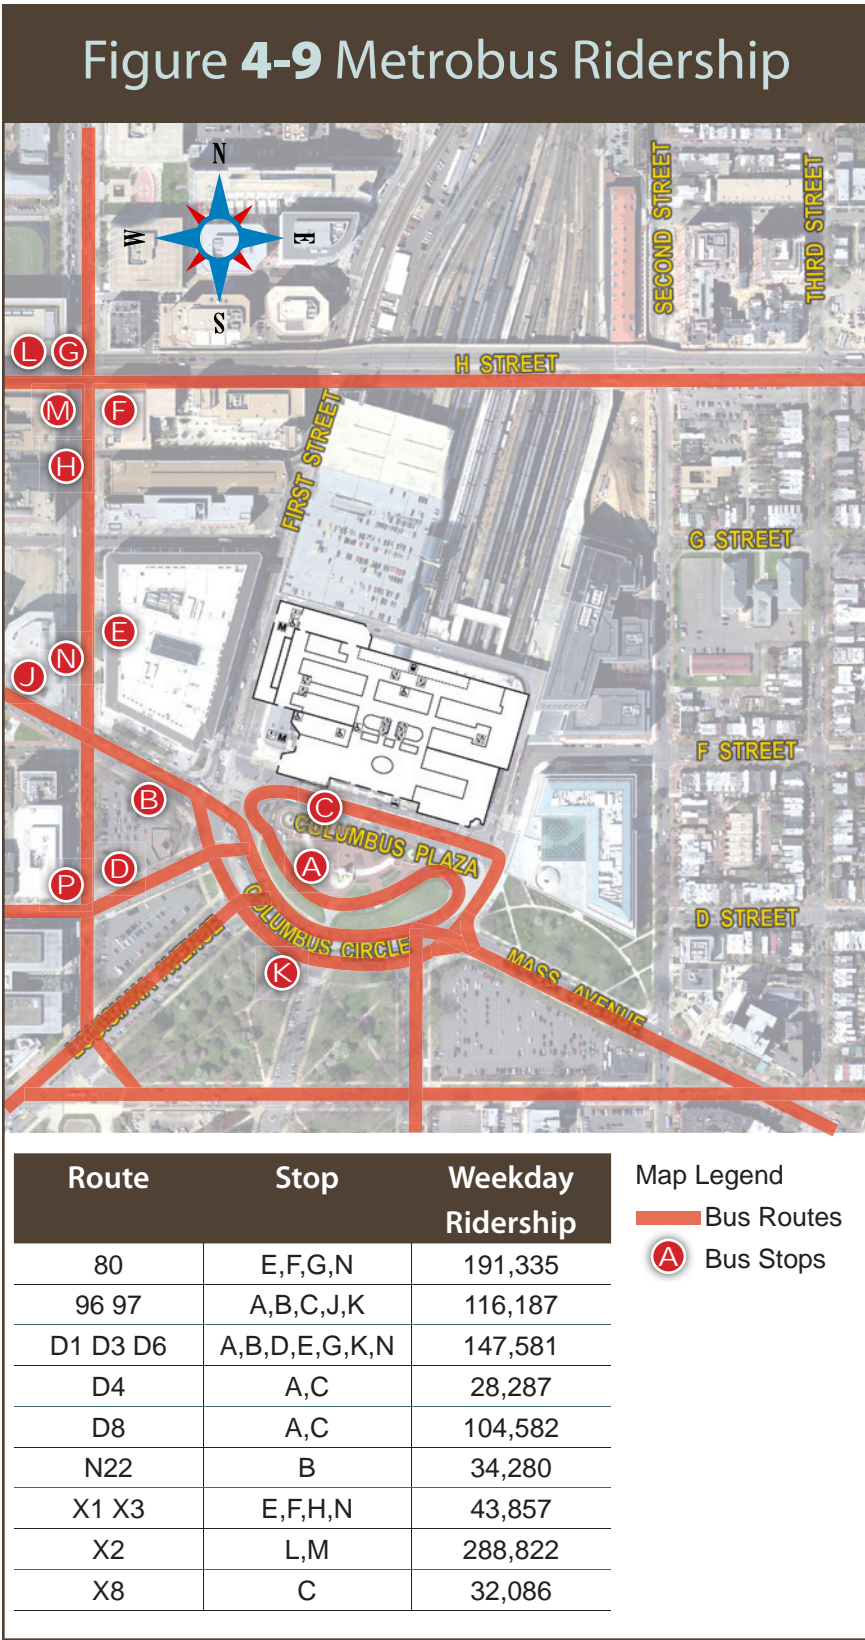 Figure 4-9 Metrobus Ridership
N
W
E
S
SECOND STREET
THIRD STREET
L G
H STREET
M F
FIRST STREET
H
G STREET
E
N
J
F STREET
B
C
COLUMBUS PLAZA
A
D
P
COLUMBUS CIRCLE
D STREET
LOUISIANA AVENUE
K
MASS AVENUE
Route Stop Weekday
Ridership
80 E,F,G,N 191,335
96 97 A,B,C,J,K 116,187
D1 D3 D6 A,B,D,E,G,K,N 147,581
D4 A,C 28,287
D8 A,C 104,582
N22 B 34,280
X1 X3 E,F,H,N 43,857
X2 L,M 288,822
X8 C 32,086
Map Legend
Bus Routes
A Bus Stops